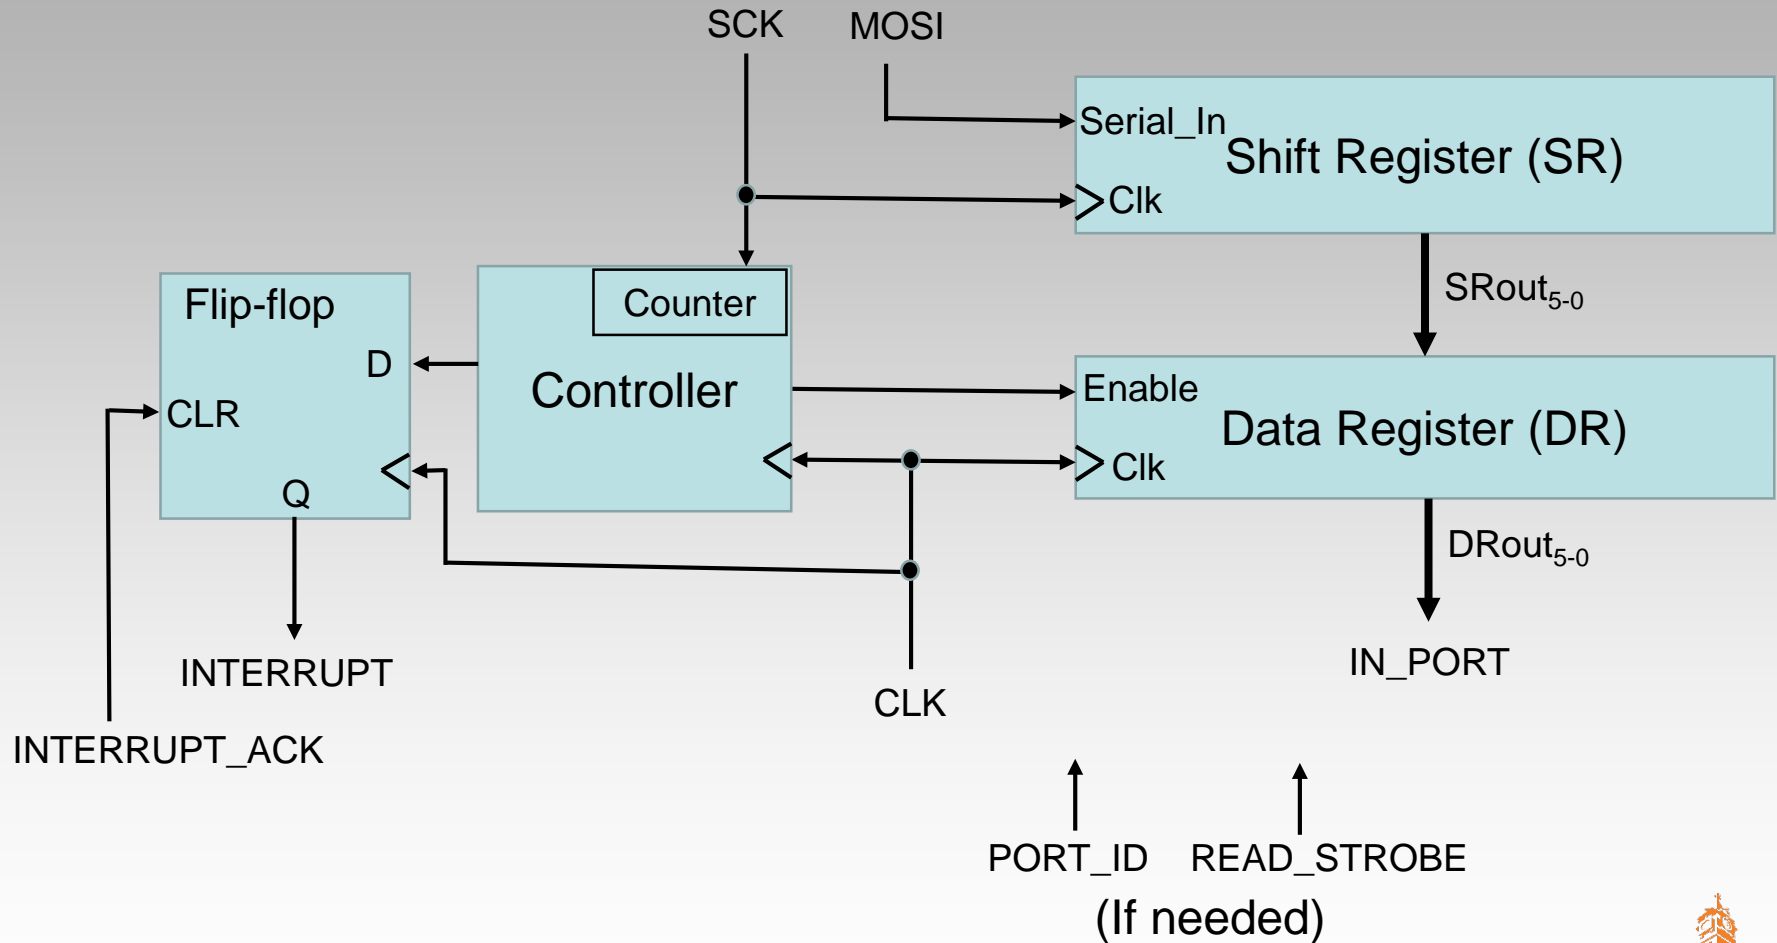 SCK MOSI
Serial_In
Shift Register (SR)
Clk
SRout5-0
Flip-flop
Counter
D
Controller
Enable
CLR
Data Register (DR)
Clk
Q
DRout5-0
INTERRUPT
IN_PORT
CLK
INTERRUPT_ACK
PORT_ID READ_STROBE
(If needed)